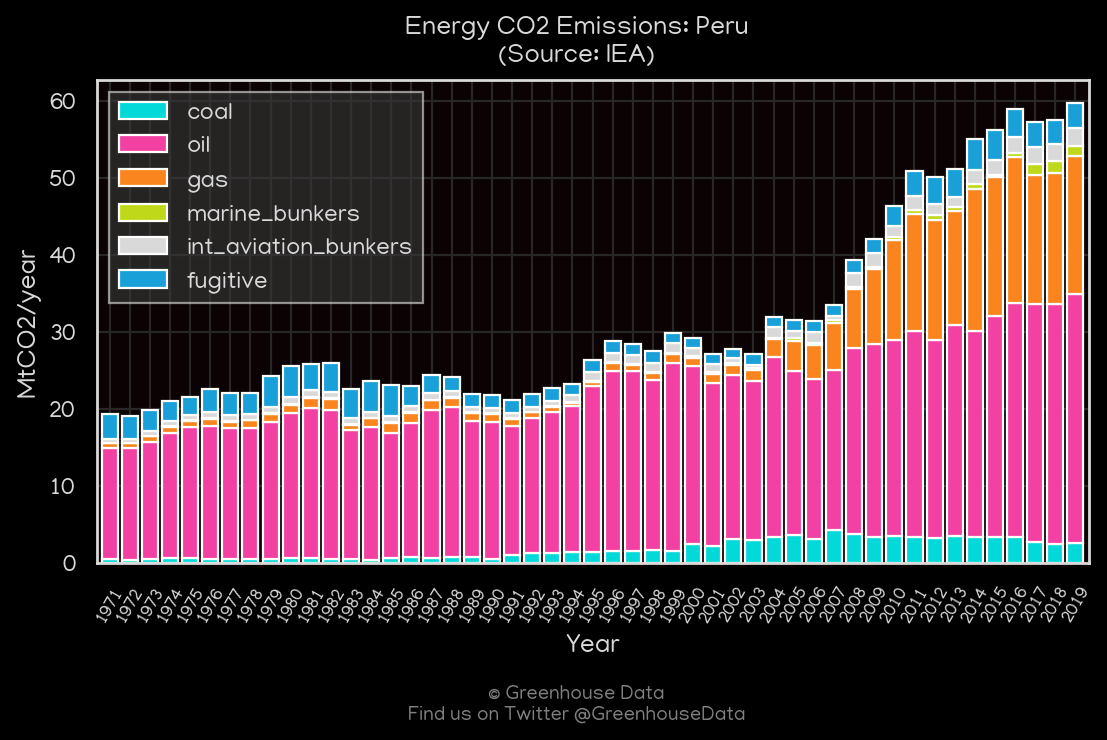 Energy CO2 Emissions: Peru
(Source: IEA)
coal
oil
gas
marine_bunkers
int_aviation_bunkers
fugitive
MtCO2/year
60
50
40
30
20
10
0
1971 1972 1973 1974 1975 1976 1977 1978 1979 1980 1981 1982 1983 1984 1985 1986 1987 1988 1989 1990 1991 1992 1993 1994 1995 1996 1997 1998 1999 2000 2001 2002 2003 2004 2005 2006 2007 2008 2009 2010 2011 2012 2013 2014 2015 2016 2017 2018 2019
Year
© Greenhouse Data
Find us on Twitter @GreenhouseData